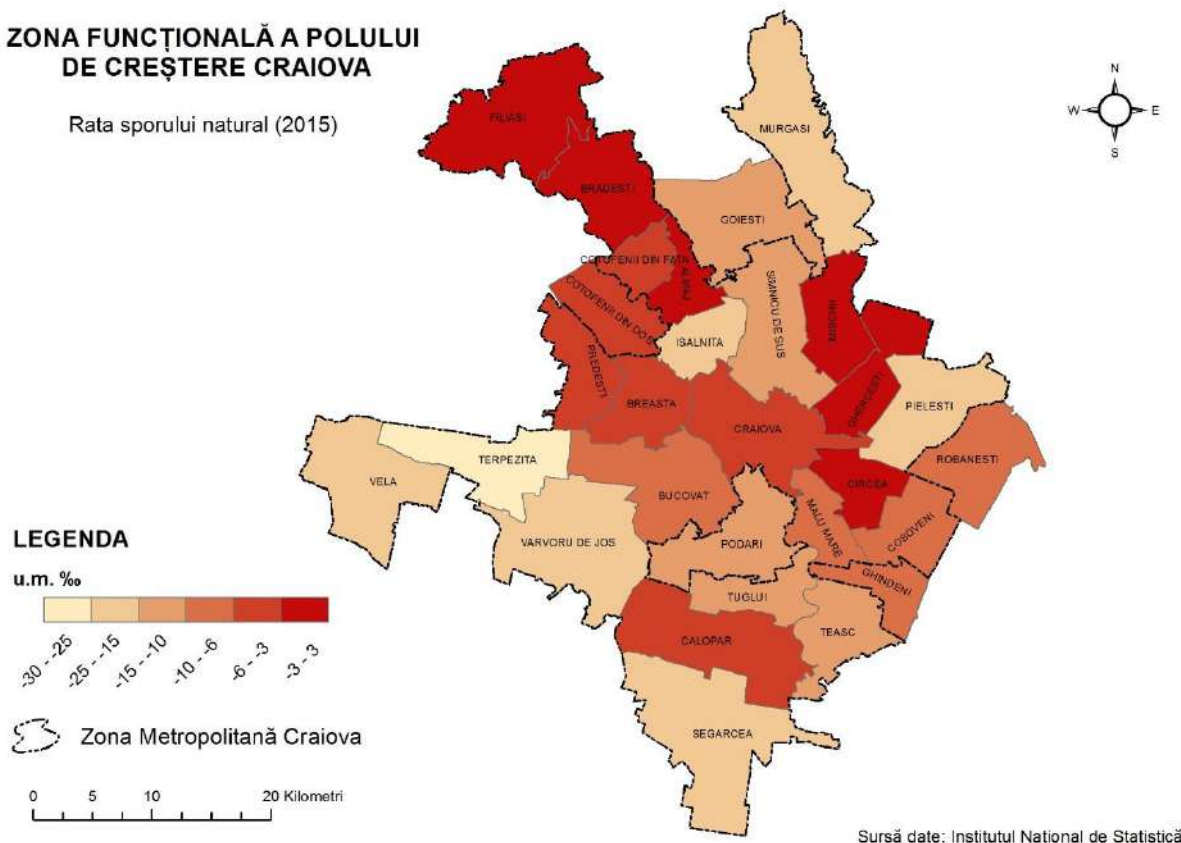 ZONA FUNCȚIONALĂ A POLULUI
DE CREȘTERE CRAIOVA
Rata sporului natural (2015)
N
W
E
S
FILIASI
MURGASI
BRADESTI
GOIESTI
COTOFENII DIN FATA
ALMAJ
COTOFENII DIN DOS
SIMNICU DE SUS
MISCHII
ISALNITA
PREDESTI
GHERCESTI
BREASTA
PIELESTI
CRAIOVA
ROBANESTI
TERPEZITA
VELA
BUCOVAT
CIRCEA
MALU MARE
COSOVENI
VARVORU DE JOS
PODARI
GHINDENI
TUGLUI
TEASC
CALOPAR
SEGARCEA
LEGENDA
u.m. ‰
-30 - -25
-25 - -15
-15 - -10
-10 - -6
-6 - -3
-3 - 3
Zona Metropolitană Craiova
0 5 10 20 Kilometri
Sursă date: Institutul National de Statistică